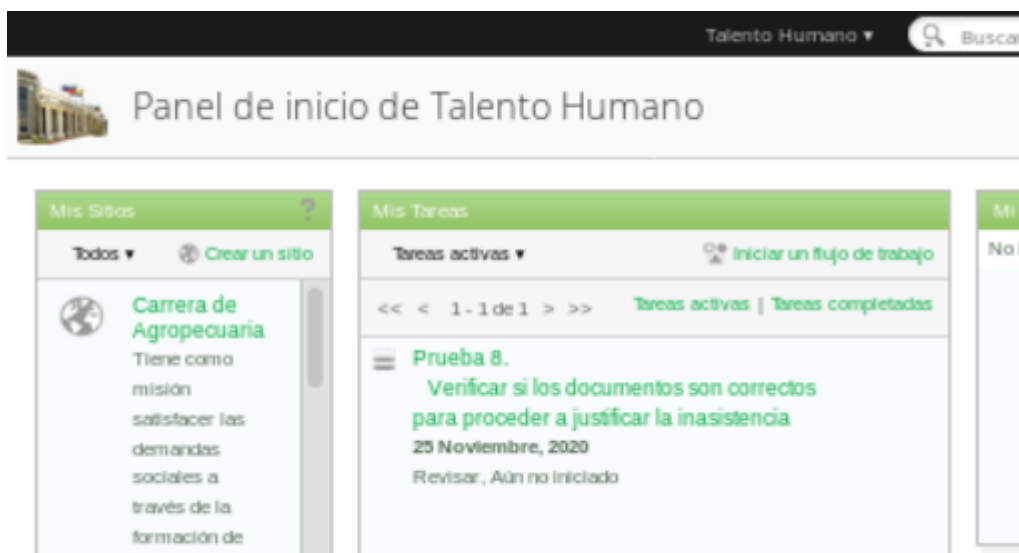 Talento Humano ▾
Buscar
Panel de inicio de Talento Humano
Mis Sitios ?
Todos ▾ Crear un sitio
Carrera de
Agropecuaria
Tiene como
misión
satisfacer las
demandas
sociales a
través de la
formación de
Mis Tareas
Tareas activas ▾ Iniciar un flujo de trabajo
<< < 1 - 1 de 1 > >> Tareas activas | Tareas completadas
Prueba 8.
Verificar si los documentos son correctos
para proceder a justificar la inasistencia
25 Noviembre, 2020
Revisar, Aún no iniciado
Mi
No